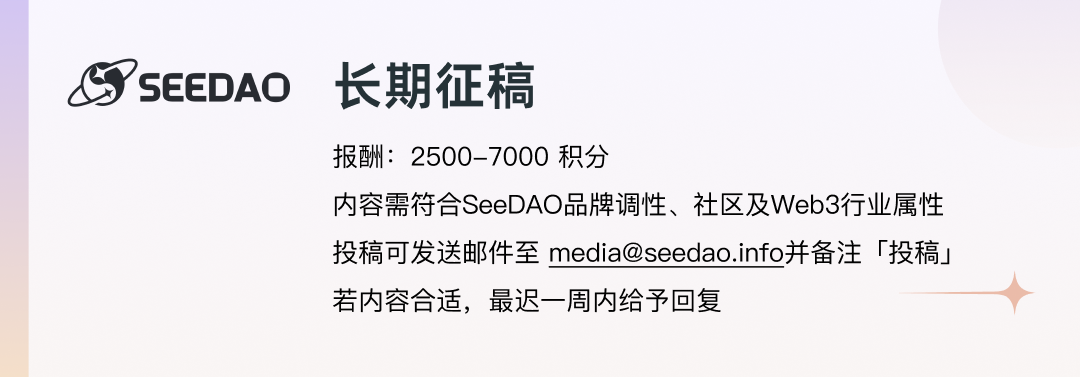 SEEDAO
长期征稿
报酬：2500-7000 积分
内容需符合SeeDAO品牌调性、社区及Web3行业属性
投稿可发送邮件至 media@seedao.info并备注「投稿」
若内容合适，最迟一周内给予回复